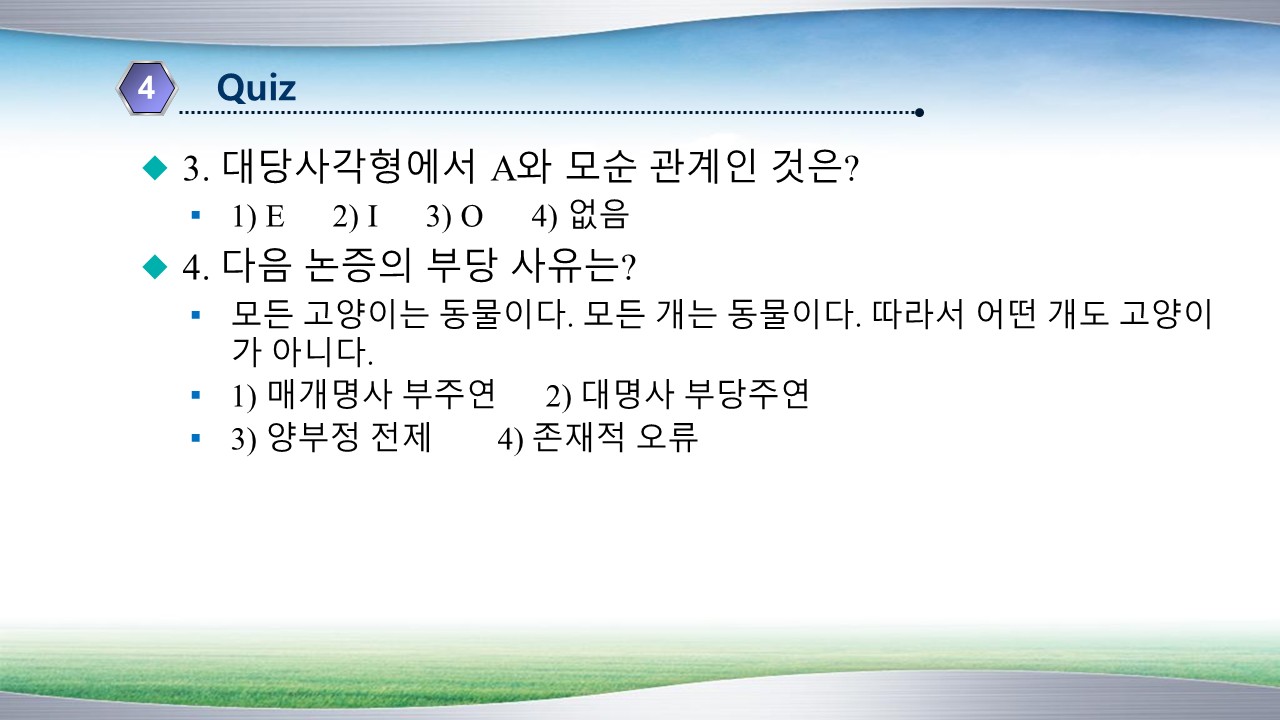 4 Quiz
3. 대당사각형에서 A와 모순 관계인 것은?
1) E 2) I 3) O 4) 없음
4. 다음 논증의 부당 사유는?
모든 고양이는 동물이다. 모든 개는 동물이다. 따라서 어떤 개도 고양이
가 아니다.
1) 매개명사 부주연 2) 대명사 부당주연
3) 양부정 전제 4) 존재적 오류